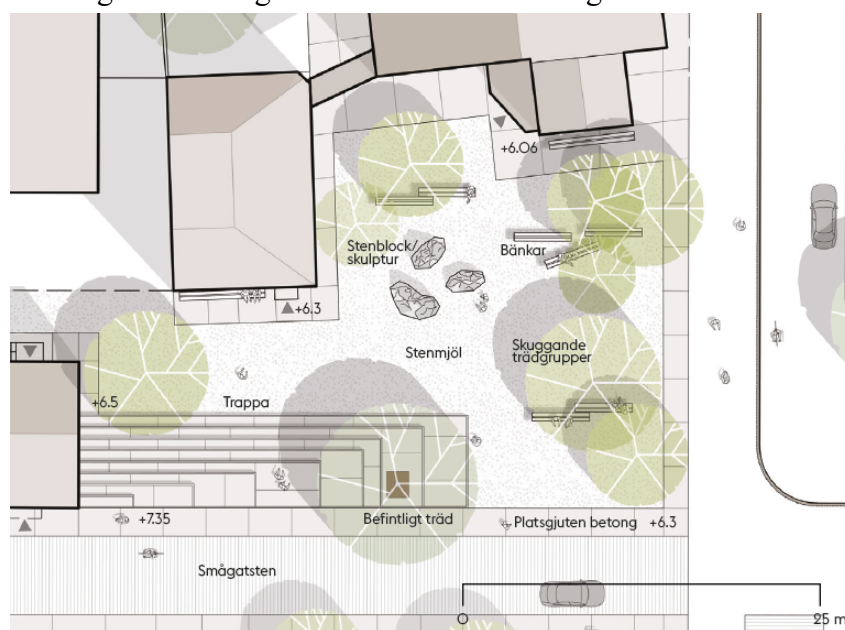 +6.06
Stenblock/
skulptur
Bänkar
+6.3
Stenmjöl
Skuggande
trädgrupper
+6.5
Trappa
+7.35
Befintligt träd
Platsgjuten betong +6.3
Smågatsten
0
25 m